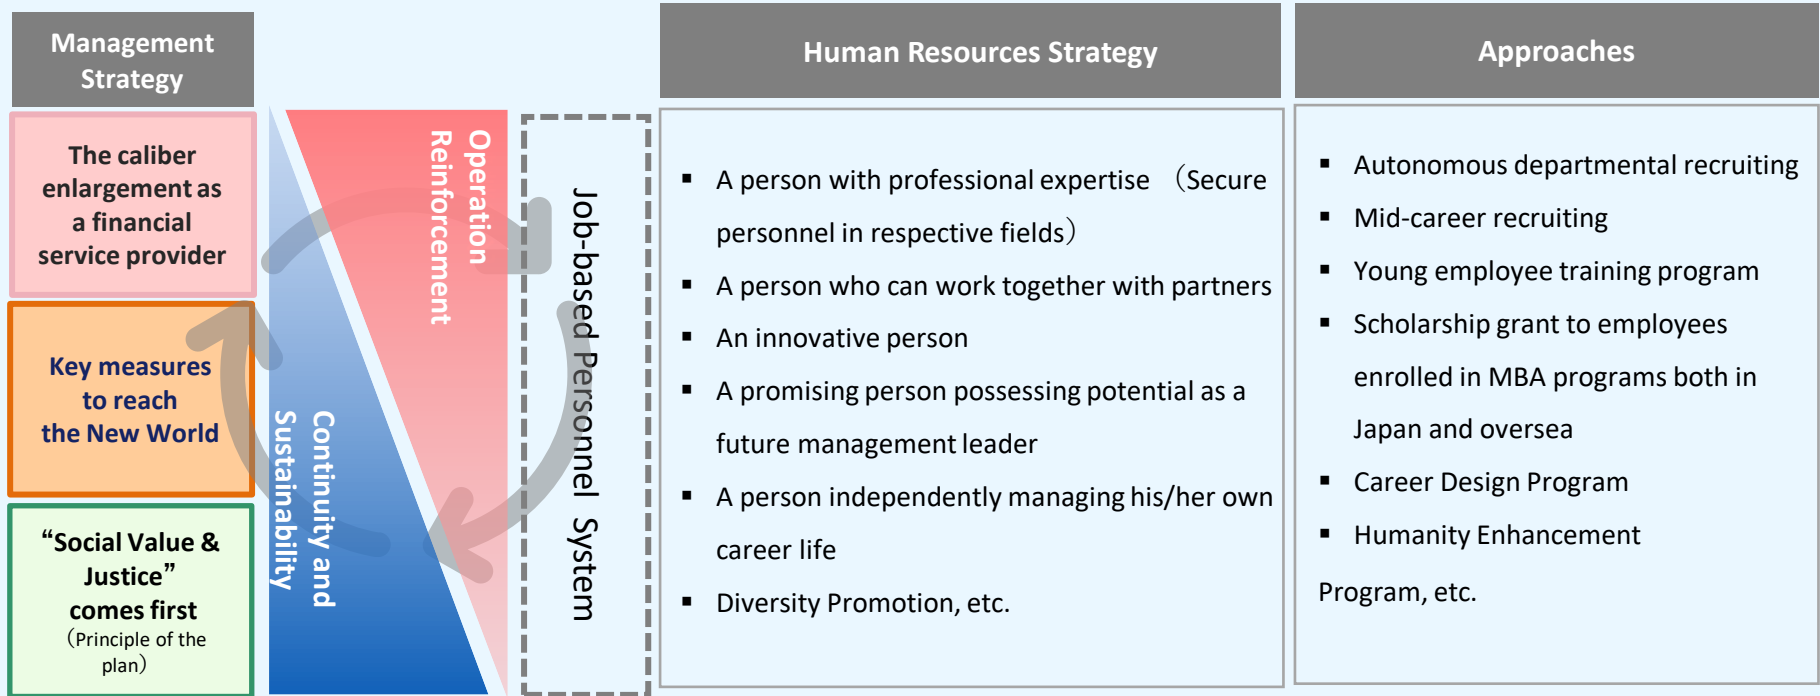 Management
Strategy
The caliber
enlargement as
a financial
service provider
Key measures
to reach
the New World
“Social Value &
Justice”
comes first
（Principle of the
plan）
Operation
Reinforcement
Continuity and
Sustainability
Job-based Personnel System
Human Resources Strategy
▪ A person with professional expertise （Secure
personnel in respective fields）
▪ A person who can work together with partners
▪ An innovative person
▪ A promising person possessing potential as a
future management leader
▪ A person independently managing his/her own
career life
▪ Diversity Promotion, etc.
Approaches
▪ Autonomous departmental recruiting
▪ Mid-career recruiting
▪ Young employee training program
▪ Scholarship grant to employees
enrolled in MBA programs both in
Japan and oversea
▪ Career Design Program
▪ Humanity Enhancement
Program, etc.